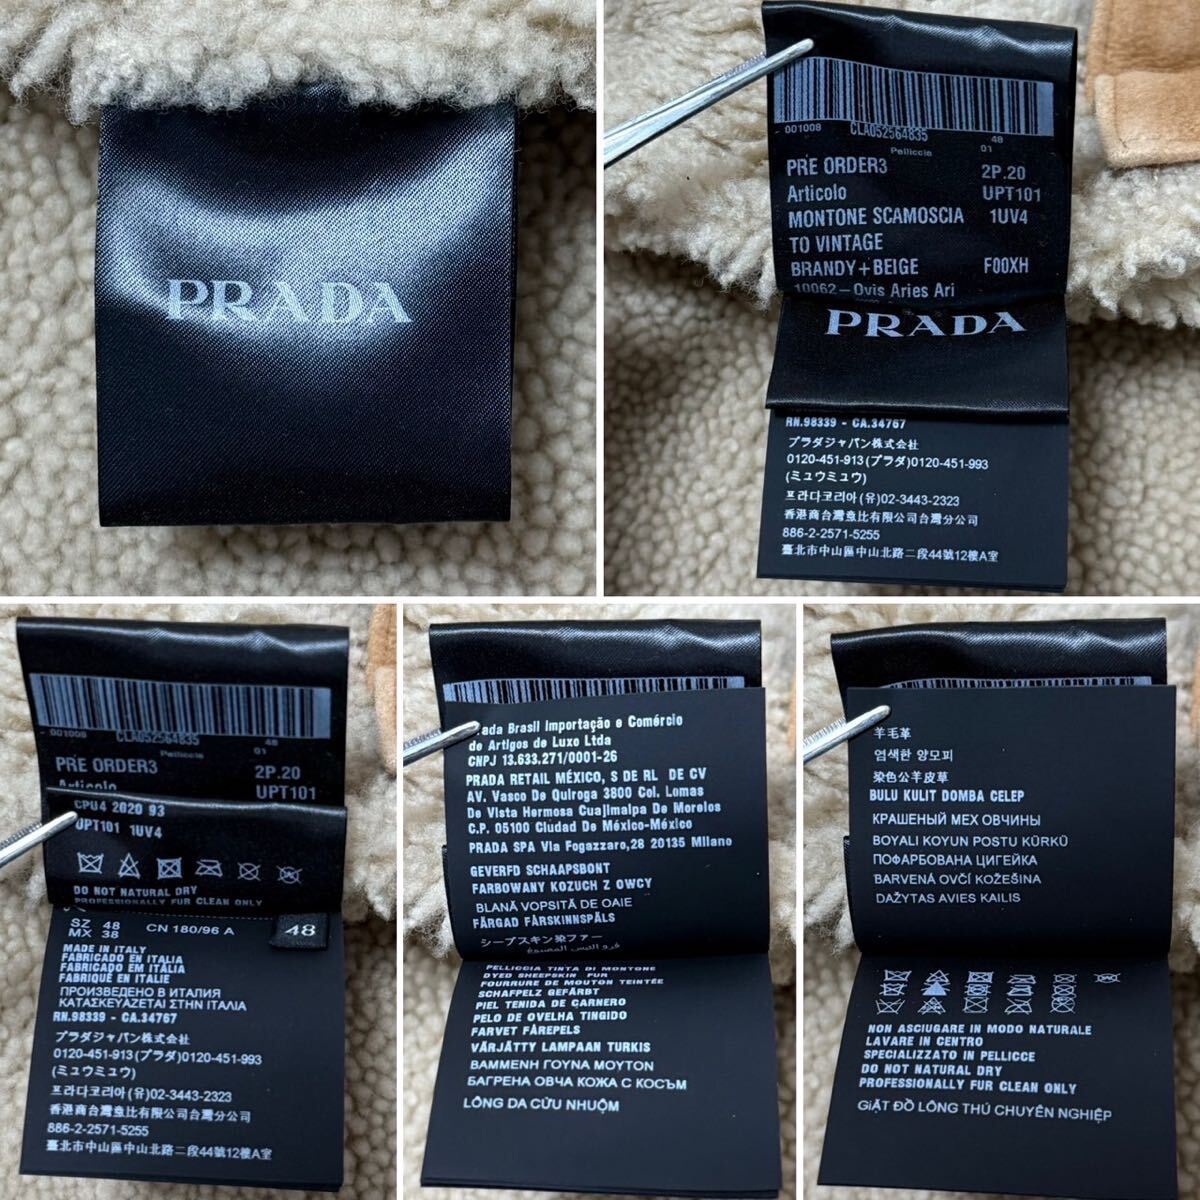 PRADA
001008 CLA052564835 48
Pelliccia 01
PRE ORDER3 2P.20
Articolo UPT101
MONTONE SCAMOSCIA 1UV4
TO VINTAGE
BRANDY+BEIGE F00XH
10062-Ovis Aries Ari
PRADA
RN.98339 - CA.34767
プラダジャパン株式会社
0120-451-913(プラダ)0120-451-993
(ミュウミュウ)
프라다코리아(유)02-3443-2323
香港商台灣普比有限公司台灣分公司
886-2-2571-5255
臺北市中山區中山北路二段44號12樓A室
001008 CLA052564835 48
Pelliccia 01
PRE ORDER3 2P.20
Articolo UPT101
CPU4 2020 93
UPT101 1UV4
DO NOT NATURAL DRY
PROFESSIONALLY FUR CLEAN ONLY
SZ 48 CN 180/96 A 48
MX 38
MADE IN ITALY
FABRICADO EN ITALIA
FABRICADO EM ITÁLIA
FABRIQUÉ EN ITALIE
ПРОИЗВЕДЕНО В ИТАЛИЯ
ΚΑΤΑΣΚΕΥΑΖΕΤΑΙ ΣΤΗΝ ΙΤΑΛΙΑ
RN.98339 - CA.34767
プラダジャパン株式会社
0120-451-913(プラダ)0120-451-993
(ミュウミュウ)
프라다코리아(유)02-3443-2323
香港商台灣普比有限公司台灣分公司
886-2-2571-5255
臺北市中山區中山北路二段44號12樓A室
rada Brasil Importação e Comércio
de Artigos de Luxo Ltda
CNPJ 13.633.271/0001-26
PRADA RETAIL MÉXICO, S DE RL DE CV
AV. Vasco De Quiroga 3800 Col. Lomas
De Vista Hermosa Cuajimalpa De Morelos
C.P. 05100 Ciudad De México-México
PRADA SPA Via Fogazzaro,28 20135 Milano
GEVERFD SCHAAPSBONT
FARBOWANY KOZUCH Z OWCY
BLANĂ VOPSITĂ DE OAIE
FÄRGAD FÅRSKINNSPÄLS
シープスキン染ファー
PELLICCIA TINTA DI MONTONE
DYED SHEEPSKIN FUR
FOURRURE DE MOUTON TEINTÉE
SCHAFPELZ GEFÄRBT
PIEL TEÑIDA DE CARNERO
PELO DE OVELHA TINGIDO
FARVET FÅREPELS
VÄRJÄTTY LAMPAAN TURKIS
ΒΑΜΜΕΝΗ ΓΟΥΝΑ ΜΟΥΤΟΝ
БАГРЕНА ОВЧА КОЖА С КОСЪМ
LÔNG DA CỪU NHUỘM
羊毛革
염색한 양모피
染色公羊皮草
BULU KULIT DOMBA CELEP
КРАШЕНЫЙ МЕХ ОВЧИНЫ
BOYALI KOYUN POSTU KÜRKÜ
ПОФАРБОВАНА ЦИГЕЙКА
BARVENÁ OVČÍ KOŽEŠINA
DAŽYTAS AVIES KAILIS
NON ASCIUGARE IN MODO NATURALE
LAVARE IN CENTRO
SPECIALIZZATO IN PELLICCE
DO NOT NATURAL DRY
PROFESSIONALLY FUR CLEAN ONLY
GIẶT ĐỒ LÔNG THÚ CHUYÊN NGHIỆP